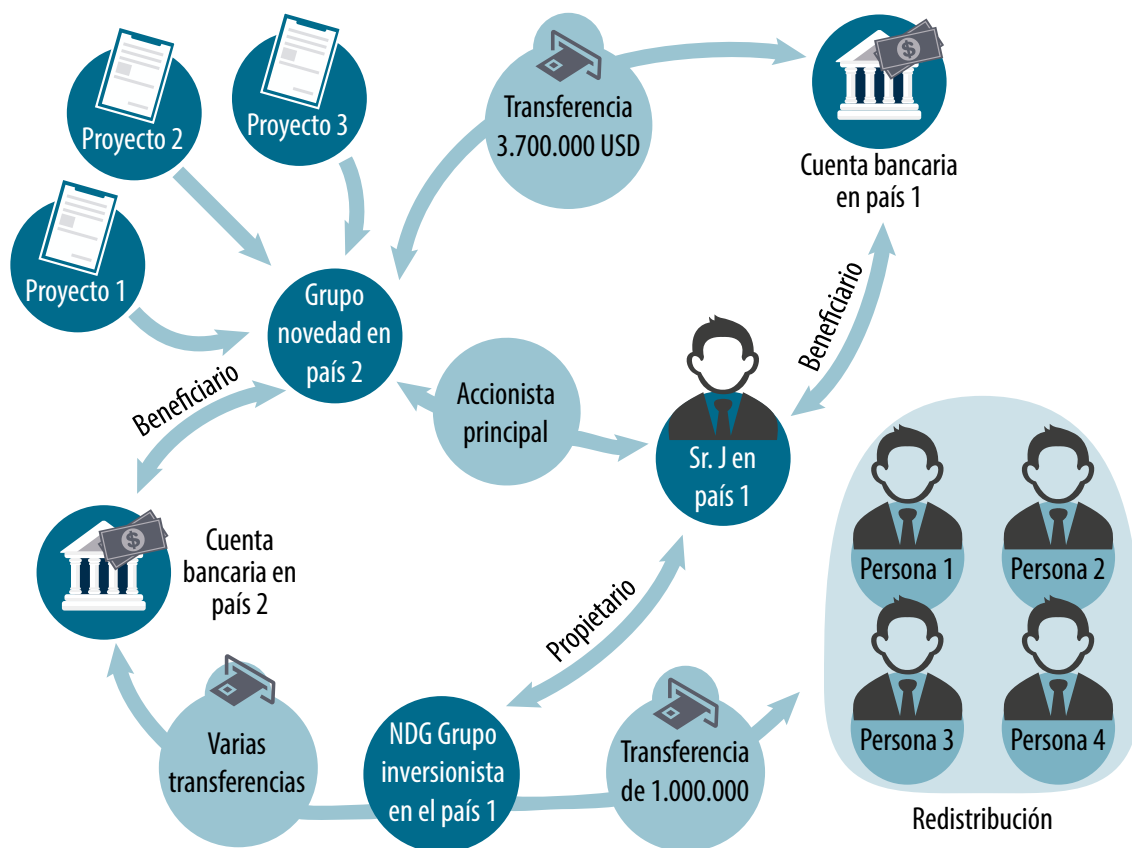 Proyecto 2
Proyecto 3
Proyecto 1
Transferencia
3.700.000 USD
$
Cuenta bancaria
en país 1
Grupo
novedad en
país 2
Beneficiario
Accionista
principal
Beneficiario
Sr. J en
país 1
$
Cuenta
bancaria en
país 2
Propietario
Varias
transferencias
NDG Grupo
inversionista
en el país 1
Transferencia
de 1.000.000
Persona 1
Persona 2
Persona 3
Persona 4
Redistribución